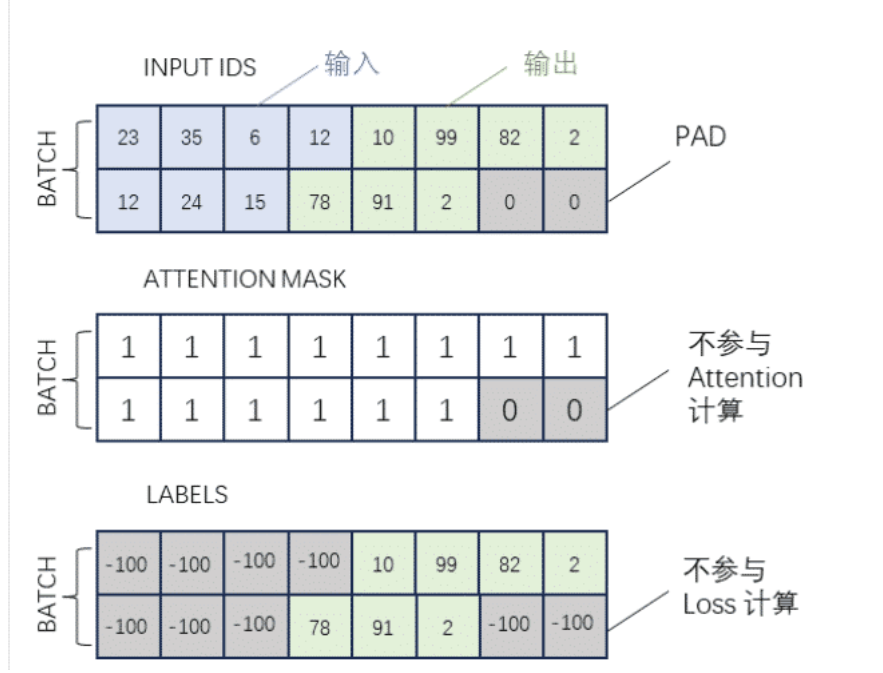 INPUT IDS
输入
输出
BATCH
23 35 6 12 10 99 82 2
12 24 15 78 91 2 0 0
PAD
ATTENTION MASK
BATCH
1 1 1 1 1 1 1 1
1 1 1 1 1 1 0 0
不参与
Attention
计算
LABELS
BATCH
-100 -100 -100 -100 10 99 82 2
-100 -100 -100 78 91 2 -100 -100
不参与
Loss 计算